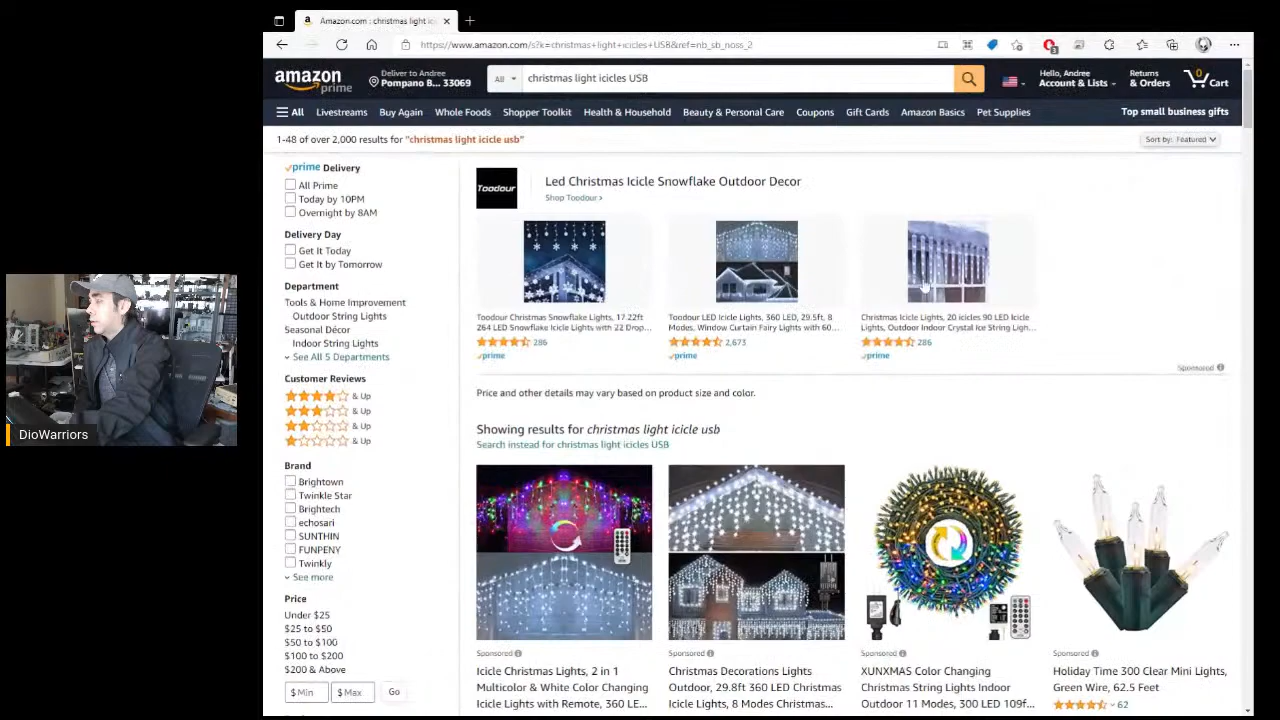 Amazon.com : christmas light ic
https://www.amazon.com/s?k=christmas+light+icicles+USB&ref=nb_sb_noss_2
amazon prime
Deliver to Andree
Pompano B... 33069
All
christmas light icicles USB
Hello, Andree
Account & Lists
Returns
& Orders
0
Cart
All
Livestreams
Buy Again
Whole Foods
Shopper Toolkit
Health & Household
Beauty & Personal Care
Coupons
Gift Cards
Amazon Basics
Pet Supplies
Top small business gifts
1-48 of over 2,000 results for "christmas light icicle usb"
Sort by: Featured
prime Delivery
All Prime
Today by 10PM
Overnight by 8AM
Delivery Day
Get It Today
Get It by Tomorrow
Department
Tools & Home Improvement
Outdoor String Lights
Seasonal Décor
Indoor String Lights
See All 5 Departments
Customer Reviews
& Up
& Up
& Up
& Up
Brand
Brightown
Twinkle Star
Brightech
echosari
SUNTHIN
FUNPENY
Twinkly
See more
Price
Under $25
$25 to $50
$50 to $100
$100 to $200
$200 & Above
$ Min
$ Max
Go
Toodour
Led Christmas Icicle Snowflake Outdoor Decor
Shop Toodour ›
Toodour Christmas Snowflake Lights, 17.22ft
264 LED Snowflake Icicle Lights with 22 Drop...
286
prime
Toodour LED Icicle Lights, 360 LED, 29.5ft, 8
Modes, Window Curtain Fairy Lights with 60...
2,673
prime
Christmas Icicle Lights, 20 icicles 90 LED Icicle
Lights, Outdoor Indoor Crystal Ice String Ligh...
286
prime
Sponsored
Price and other details may vary based on product size and color.
Showing results for christmas light icicle usb
Search instead for christmas light icicles USB
Sponsored
Icicle Christmas Lights, 2 in 1
Multicolor & White Color Changing
Icicle Lights with Remote, 360 LE...
Sponsored
Christmas Decorations Lights
Outdoor, 29.8ft 360 LED Christmas
Icicle Lights, 8 Modes Christmas...
Sponsored
XUNXMAS Color Changing
Christmas String Lights Indoor
Outdoor 11 Modes, 300 LED 109f...
Sponsored
Holiday Time 300 Clear Mini Lights,
Green Wire, 62.5 Feet
62
DioWarriors